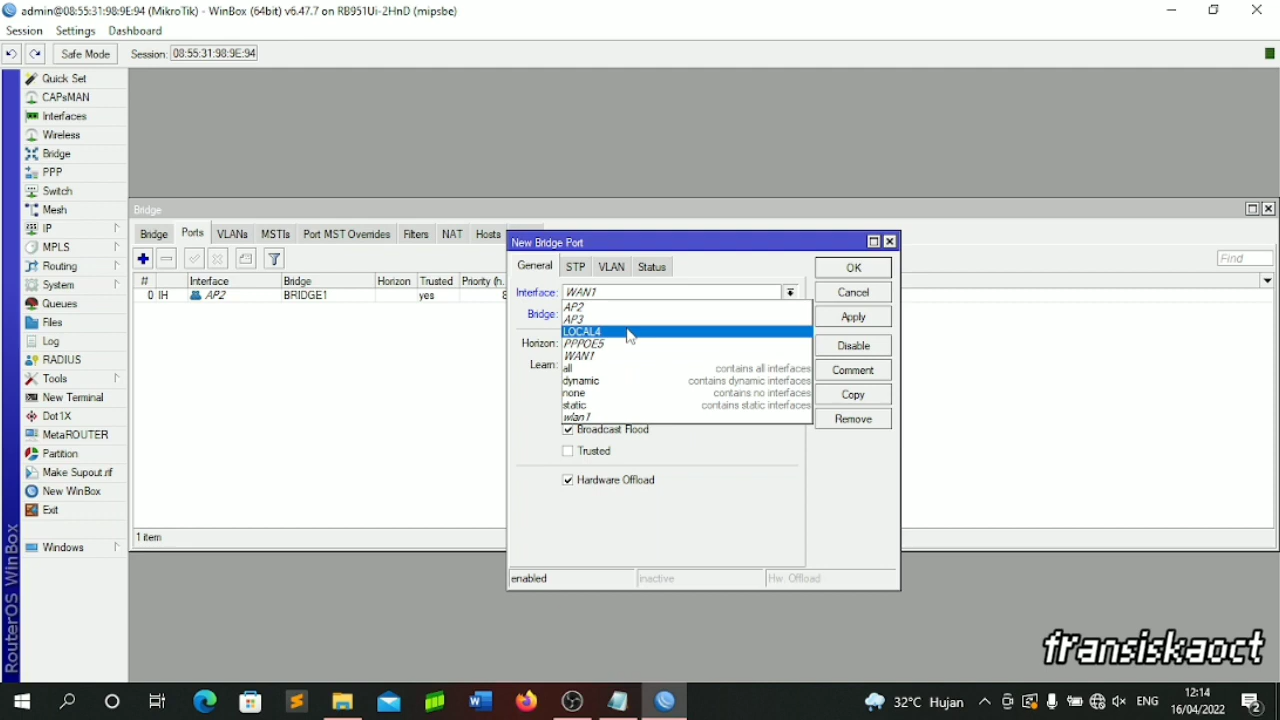 admin@08:55:31:98:9E:94 (MikroTik) - WinBox (64bit) v6.47.7 on RB951Ui-2HnD (mipsbe)
Session Settings Dashboard
Safe Mode Session: 08:55:31:98:9E:94
Quick Set
CAPsMAN
Interfaces
Wireless
Bridge
PPP
Switch
Mesh
IP
MPLS
Routing
System
Queues
Files
Log
RADIUS
Tools
New Terminal
Dot1X
MetaROUTER
Partition
Make Supout.rif
New WinBox
Exit
Windows
RouterOS WinBox
Bridge
Bridge Ports VLANs MSTIs Port MST Overrides Filters NAT Hosts
Find
# Interface Bridge Horizon Trusted Priority (h.
0 IH AP2 BRIDGE1 yes 8
1 item
New Bridge Port
General STP VLAN Status
Interface: WAN1
Bridge:
Horizon:
Learn:
AP2
AP3
LOCAL4
PPPOE5
WAN1
all contains all interfaces
dynamic contains dynamic interfaces
none contains no interfaces
static contains static interfaces
wlan1
Broadcast Flood
Trusted
Hardware Offload
OK
Cancel
Apply
Disable
Comment
Copy
Remove
enabled inactive Hw. Offload
transiskaoct
32°C Hujan ENG 12:14
16/04/2022
2